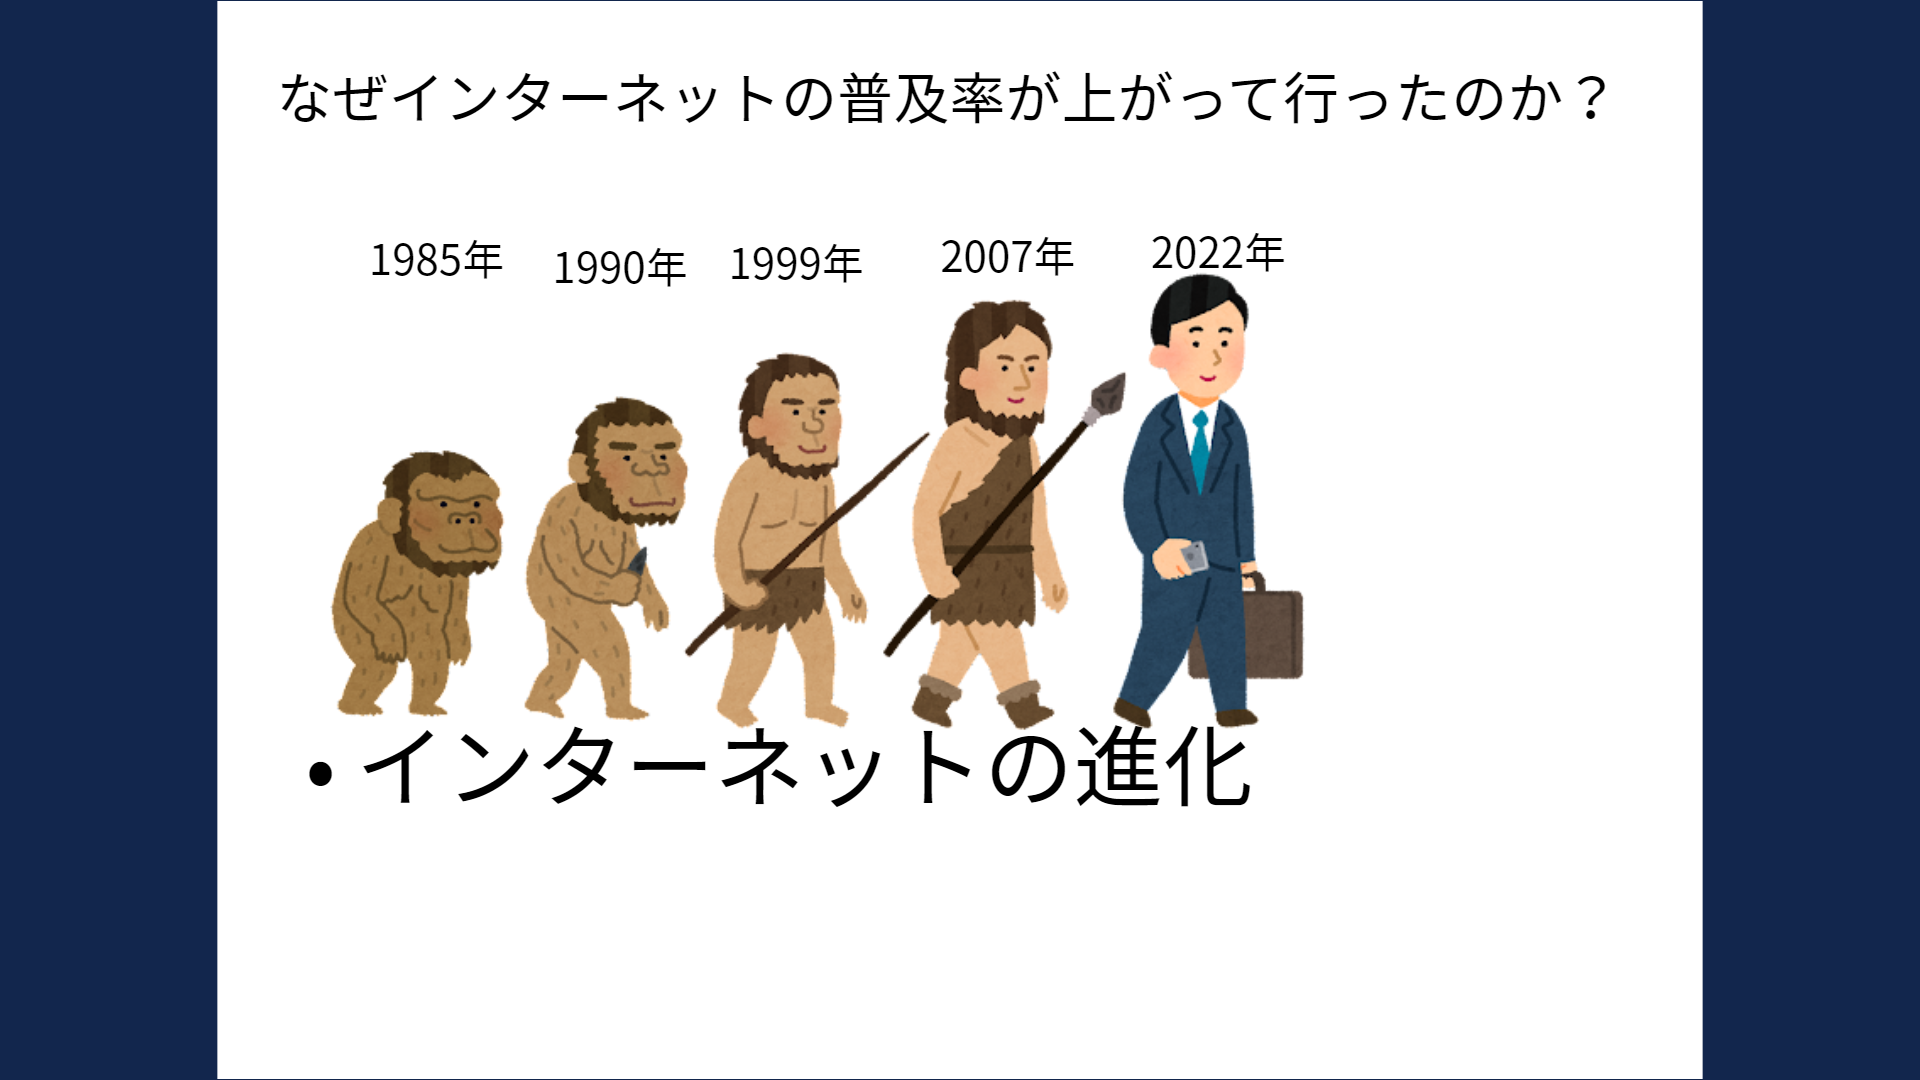 なぜインターネットの普及率が上がって行ったのか？
1985年 1990年 1999年 2007年 2022年
• インターネットの進化